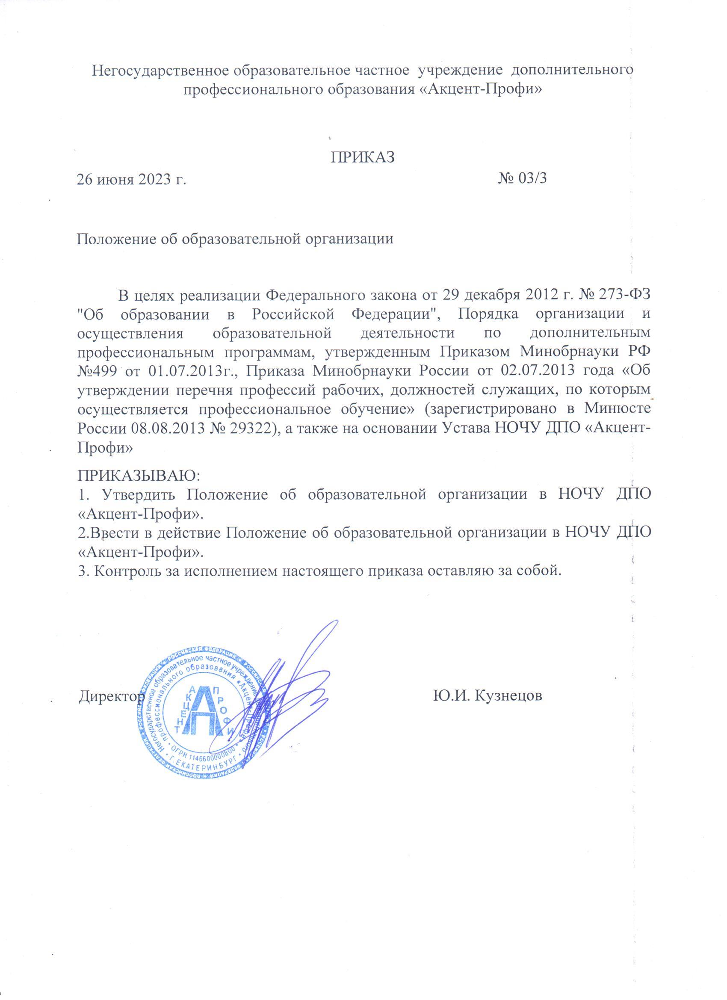 Негосударственное образовательное частное учреждение дополнительного
профессионального образования «Акцент-Профи»
ПРИКАЗ
26 июня 2023 г. № 03/3
Положение об образовательной организации
В целях реализации Федерального закона от 29 декабря 2012 г. № 273-ФЗ
"Об образовании в Российской Федерации", Порядка организации и
осуществления образовательной деятельности по дополнительным
профессиональным программам, утвержденным Приказом Минобрнауки РФ
№499 от 01.07.2013г., Приказа Минобрнауки России от 02.07.2013 года «Об
утверждении перечня профессий рабочих, должностей служащих, по которым
осуществляется профессиональное обучение» (зарегистрировано в Минюсте
России 08.08.2013 № 29322), а также на основании Устава НОЧУ ДПО «Акцент-
Профи»
ПРИКАЗЫВАЮ:
1. Утвердить Положение об образовательной организации в НОЧУ ДПО
«Акцент-Профи».
2.Ввести в действие Положение об образовательной организации в НОЧУ ДПО
«Акцент-Профи».
3. Контроль за исполнением настоящего приказа оставляю за собой.
Директор Ю.И. Кузнецов
РОССИЙСКАЯ ФЕДЕРАЦИЯ
Негосударственное образовательное частное учреждение дополнительного
профессионального образования «Акцент-Профи»
АКЦЕНТ
ПРОФИ
АП
ОГРН 1146600000800
Г. ЕКАТЕРИНБУРГ